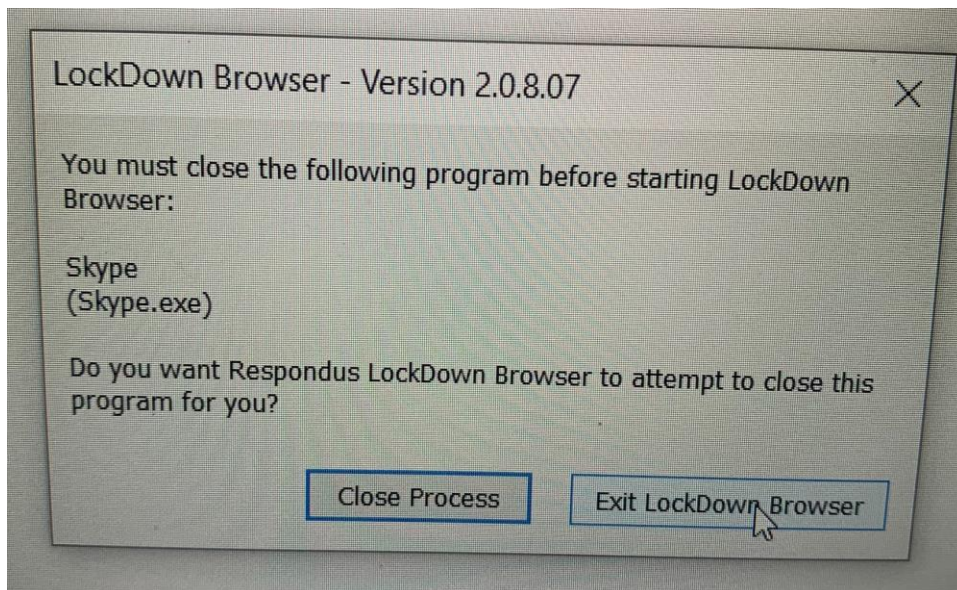 LockDown Browser - Version 2.0.8.07
You must close the following program before starting LockDown
Browser:
Skype
(Skype.exe)
Do you want Respondus LockDown Browser to attempt to close this
program for you?
Close Process
Exit LockDown Browser